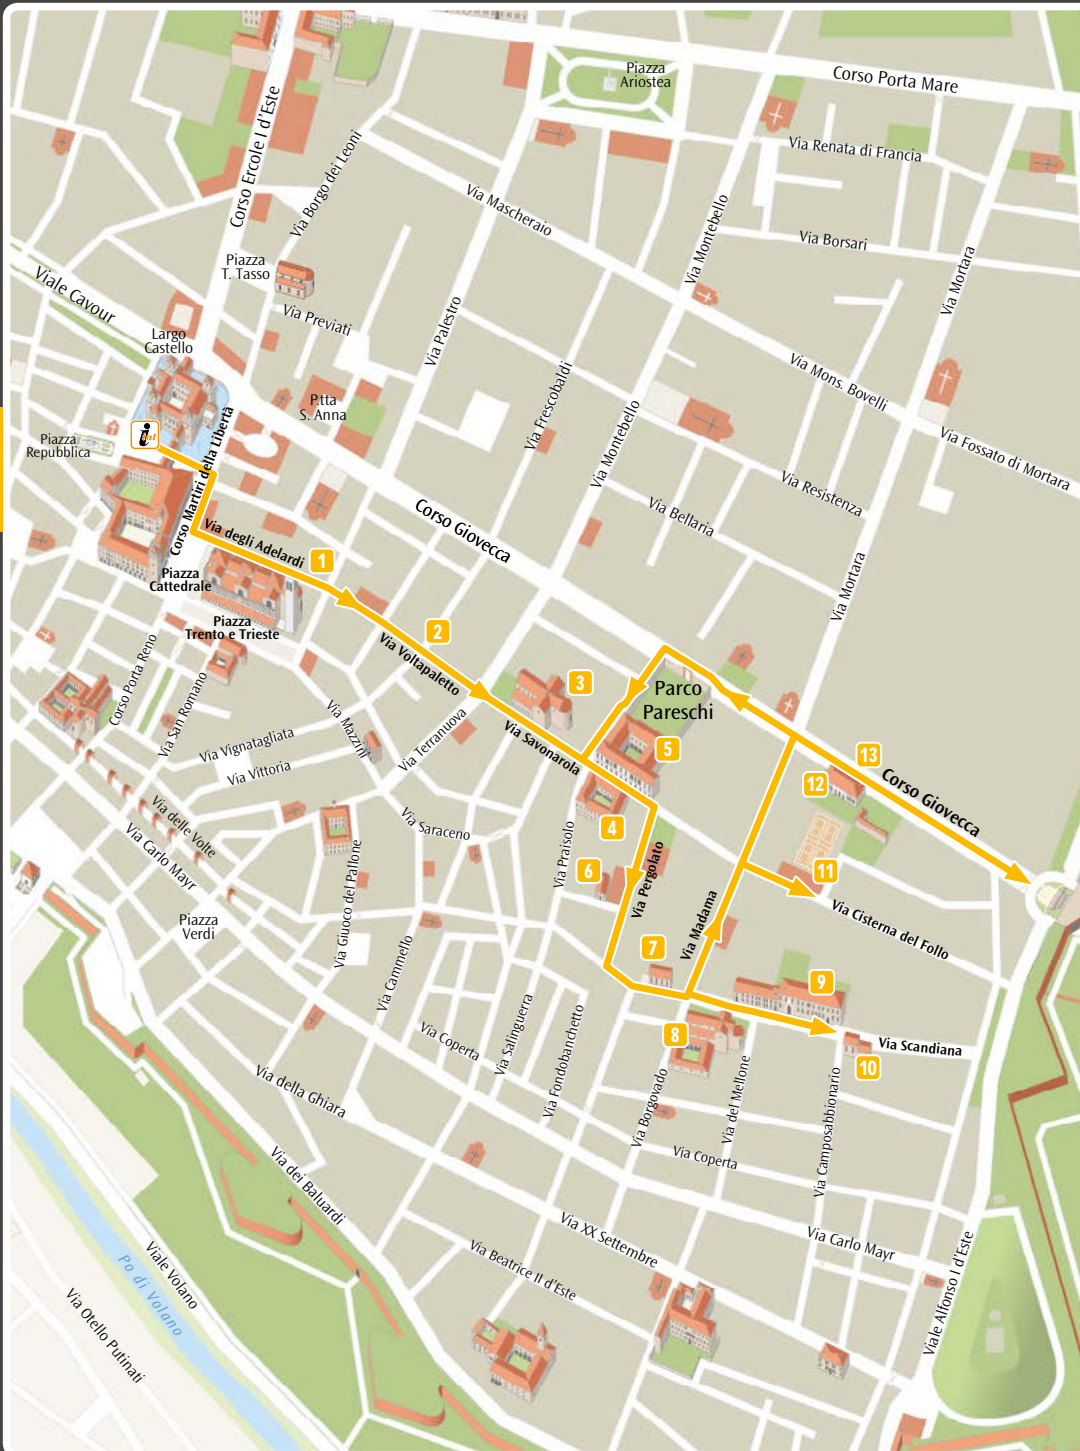 Piazza
Ariostea
Corso Porta Mare
Via Renata di Francia
Corso Ercole I d'Este
Via Borgo dei Leoni
Via Mascheraio
Via Montebello
Via Borsari
Via Mortara
Piazza
T. Tasso
Viale Cavour
Via Previati
Via Palestro
Largo
Castello
Via Mons. Bovelli
P.tta
S. Anna
Via Frescobaldi
Via Montebello
Via Fossato di Mortara
Piazza
Repubblica
i
Corso Martiri della Libertà
Via Resistenza
Via Bellaria
Corso Giovecca
Via degli Adelardi
1
Via Mortara
Piazza
Cattedrale
Piazza
Trento e Trieste
2
Via Voltapaletto
Corso Porta Reno
Via San Romano
3
Parco
Pareschi
Via Mazzini
Via Terranuova
Via Savonarola
Via Vignatagliata
Via Vittoria
5
13
Corso Giovecca
12
Via delle Volte
Via Carlo Mayr
Via Saraceno
4
Via Praisolo
Via Giuoco del Pallone
6
Via Pergolato
11
Via Madama
Via Cisterna del Follo
Piazza
Verdi
Via Cammello
7
9
Via Coperta
Via Salinguerra
Via Fondobanchetto
8
Via Scandiana
10
Via della Ghiara
Via Borgovado
Via del Mellone
Via Camposabbionario
Via Coperta
Via dei Baluardi
Via XX Settembre
Via Carlo Mayr
Via Beatrice II d'Este
Viale Alfonso I d'Este
Viale Volano
Po di Volano
Via Otello Putinati